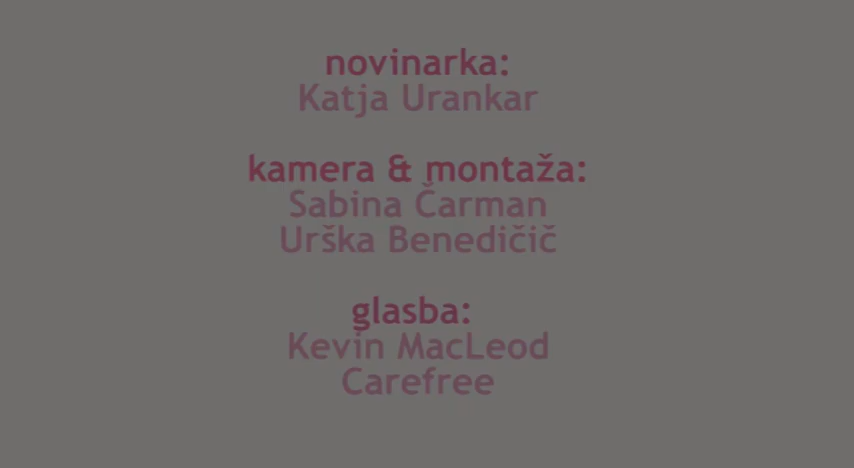 novinarka:
Katja Urankar
kamera & montaža:
Sabina Čarman
Urška Benedičič
glasba:
Kevin MacLeod
Carefree